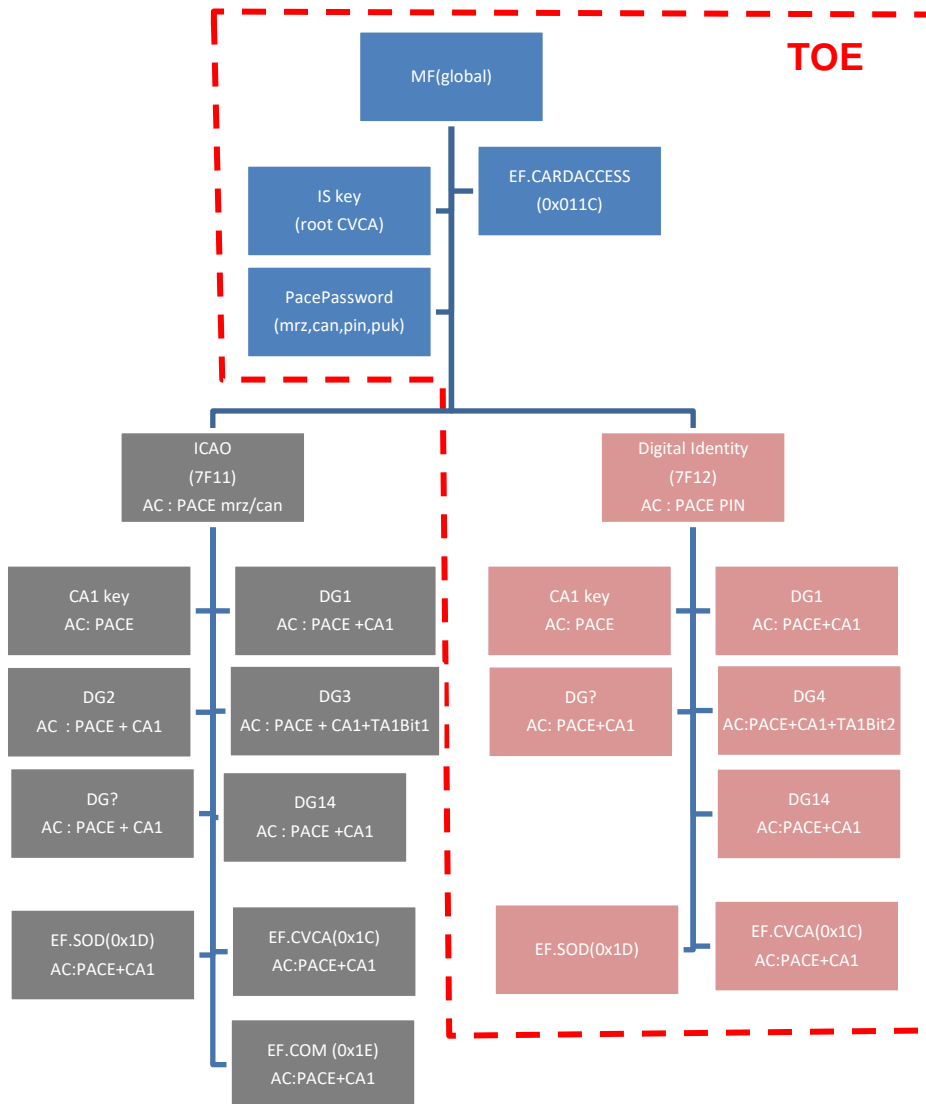 TOE
MF(global)
EF.CARDACCESS
(0x011C)
IS key
(root CVCA)
PacePassword
(mrz,can,pin,puk)
ICAO
(7F11)
AC : PACE mrz/can
Digital Identity
(7F12)
AC : PACE PIN
CA1 key
AC: PACE
DG1
AC : PACE +CA1
DG2
AC : PACE + CA1
DG3
AC : PACE + CA1+TA1Bit1
DG?
AC : PACE + CA1
DG14
AC : PACE +CA1
EF.SOD(0x1D)
AC:PACE+CA1
EF.CVCA(0x1C)
AC:PACE+CA1
EF.COM (0x1E)
AC:PACE+CA1
CA1 key
AC: PACE
DG1
AC: PACE+CA1
DG?
AC: PACE+CA1
DG4
AC:PACE+CA1+TA1Bit2
DG14
AC:PACE+CA1
EF.SOD(0x1D)
EF.CVCA(0x1C)
AC:PACE+CA1